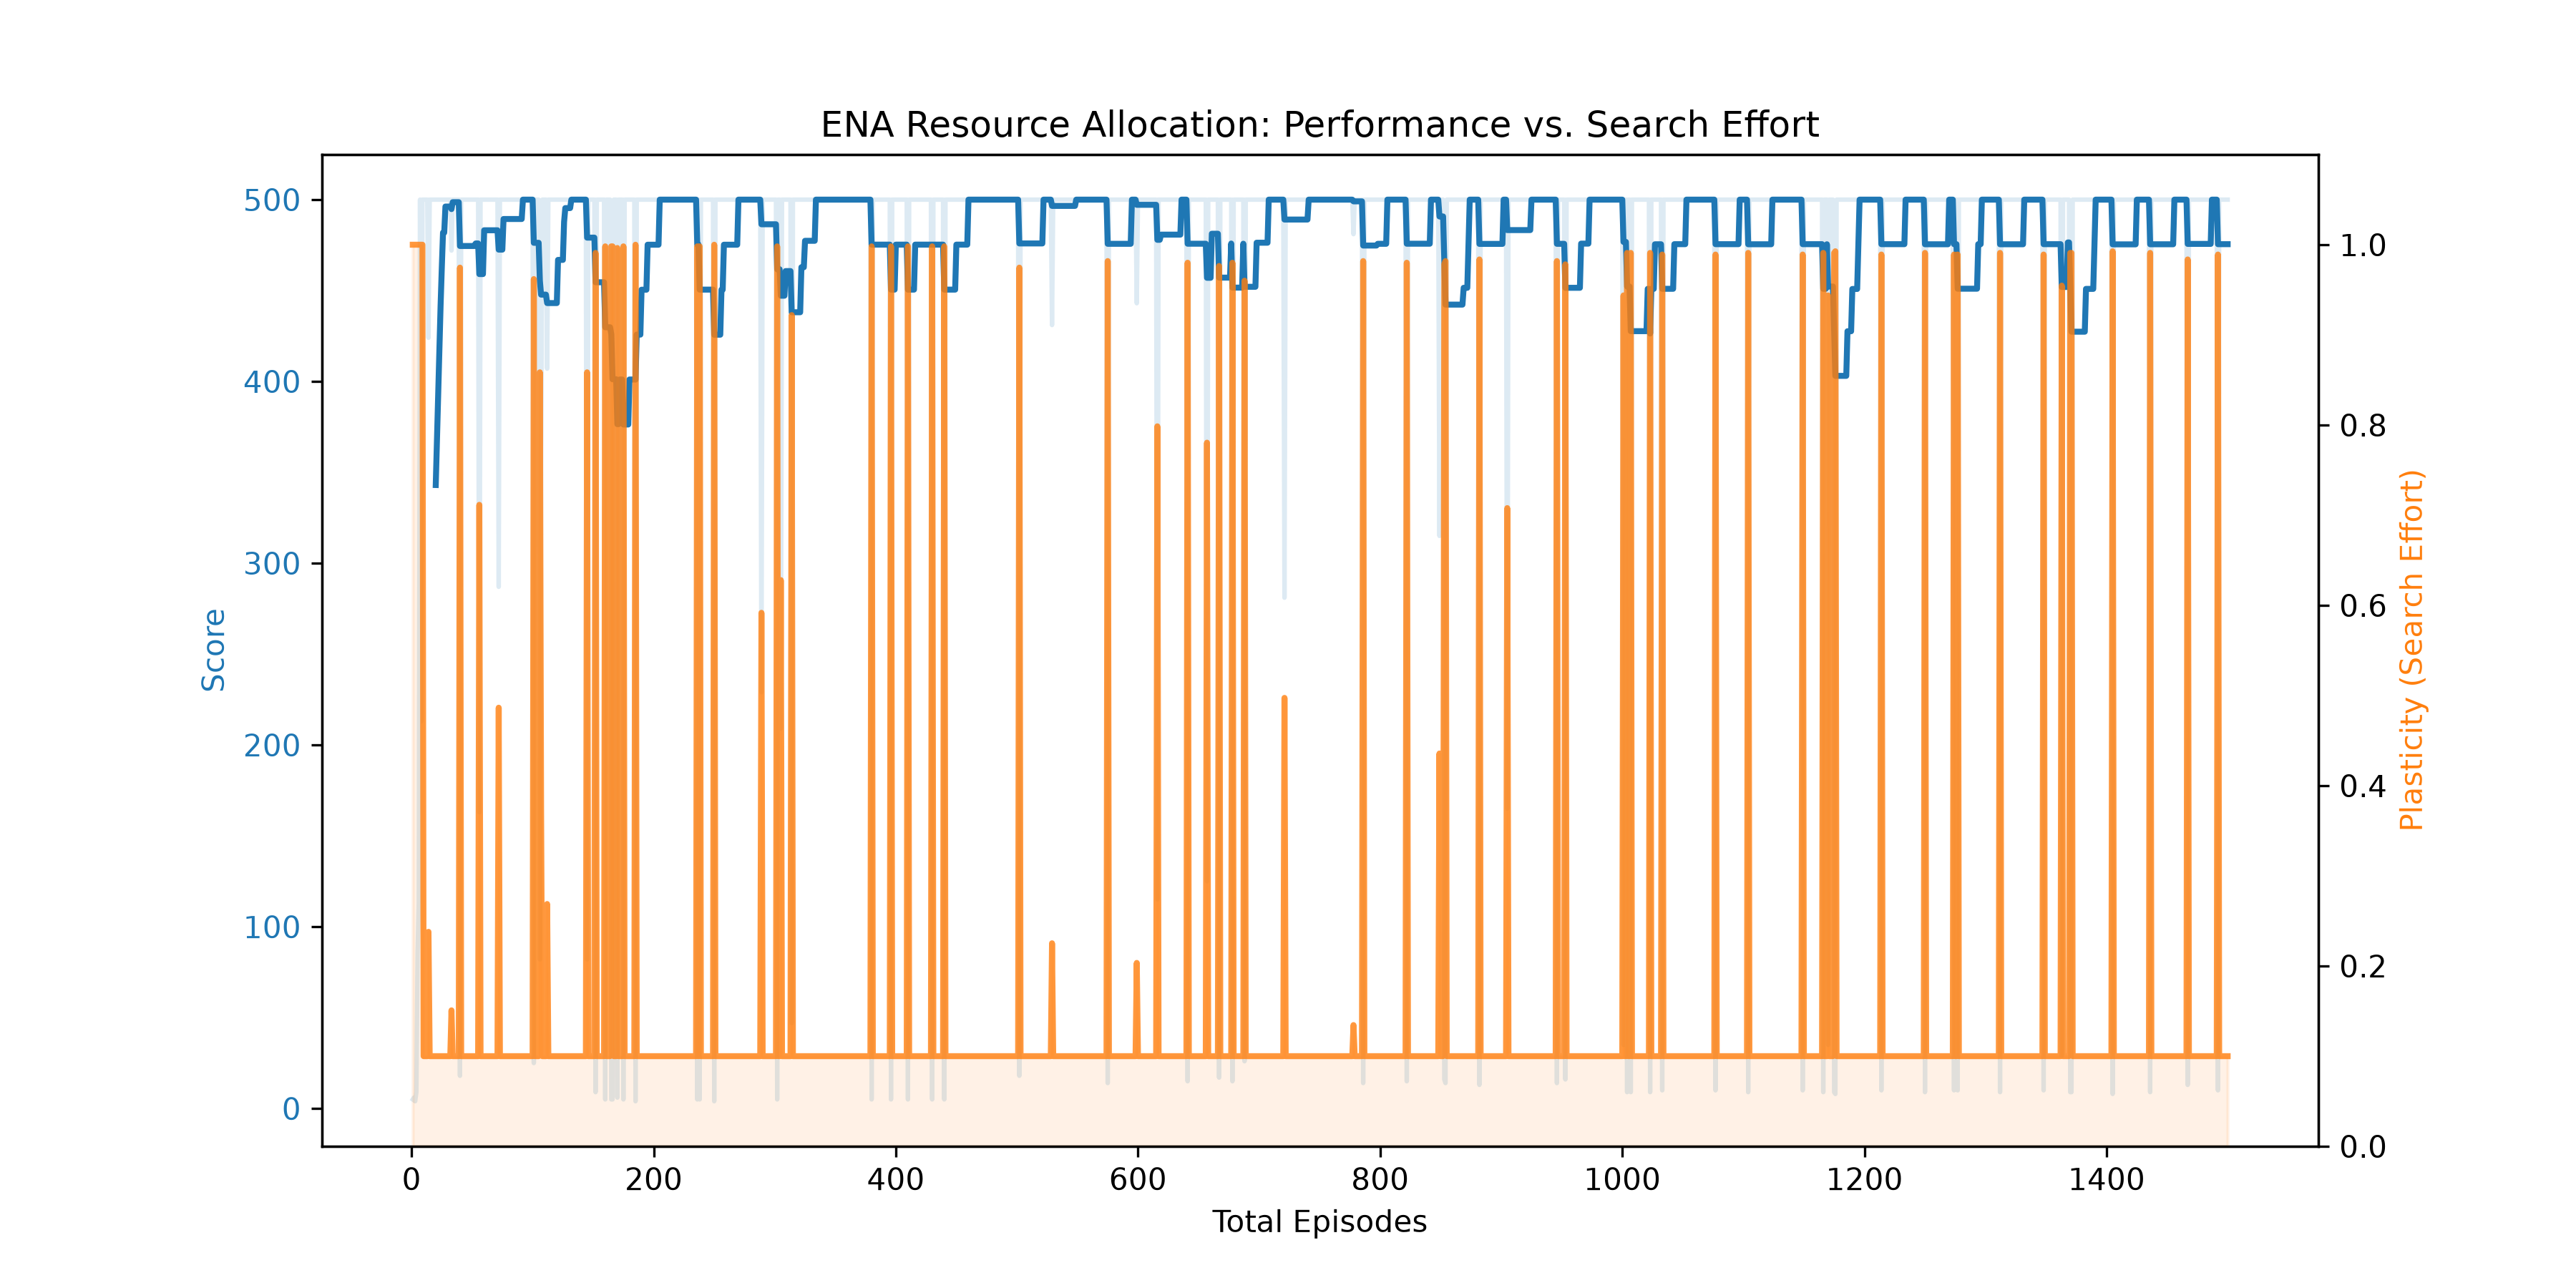 ENA Resource Allocation: Performance vs. Search Effort
500
400
300
200
100
0
Score
1.0
0.8
0.6
0.4
0.2
0.0
Plasticity (Search Effort)
0 200 400 600 800 1000 1200 1400
Total Episodes